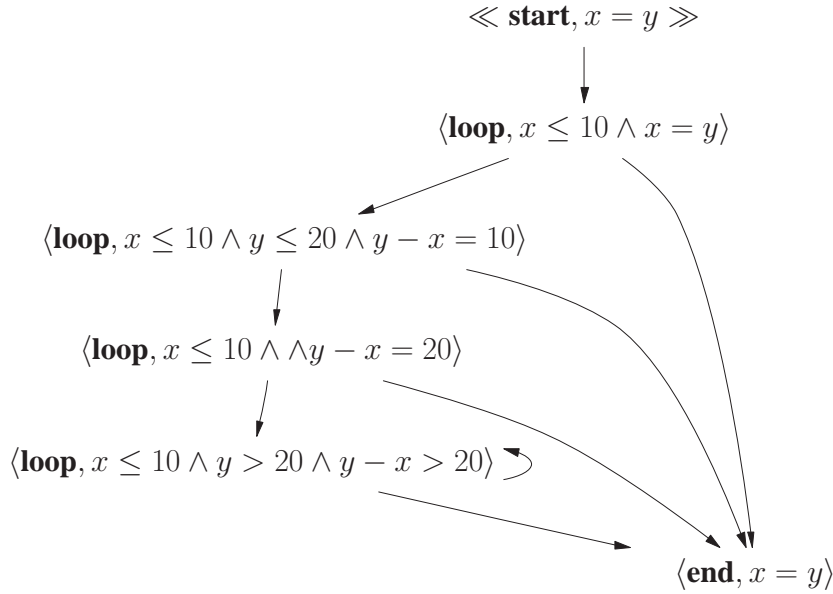 ≪ start, x = y ≫
⟨loop, x ≤ 10 ∧ x = y⟩
⟨loop, x ≤ 10 ∧ y ≤ 20 ∧ y − x = 10⟩
⟨loop, x ≤ 10 ∧ ∧y − x = 20⟩
⟨loop, x ≤ 10 ∧ y > 20 ∧ y − x > 20⟩
⟨end, x = y⟩